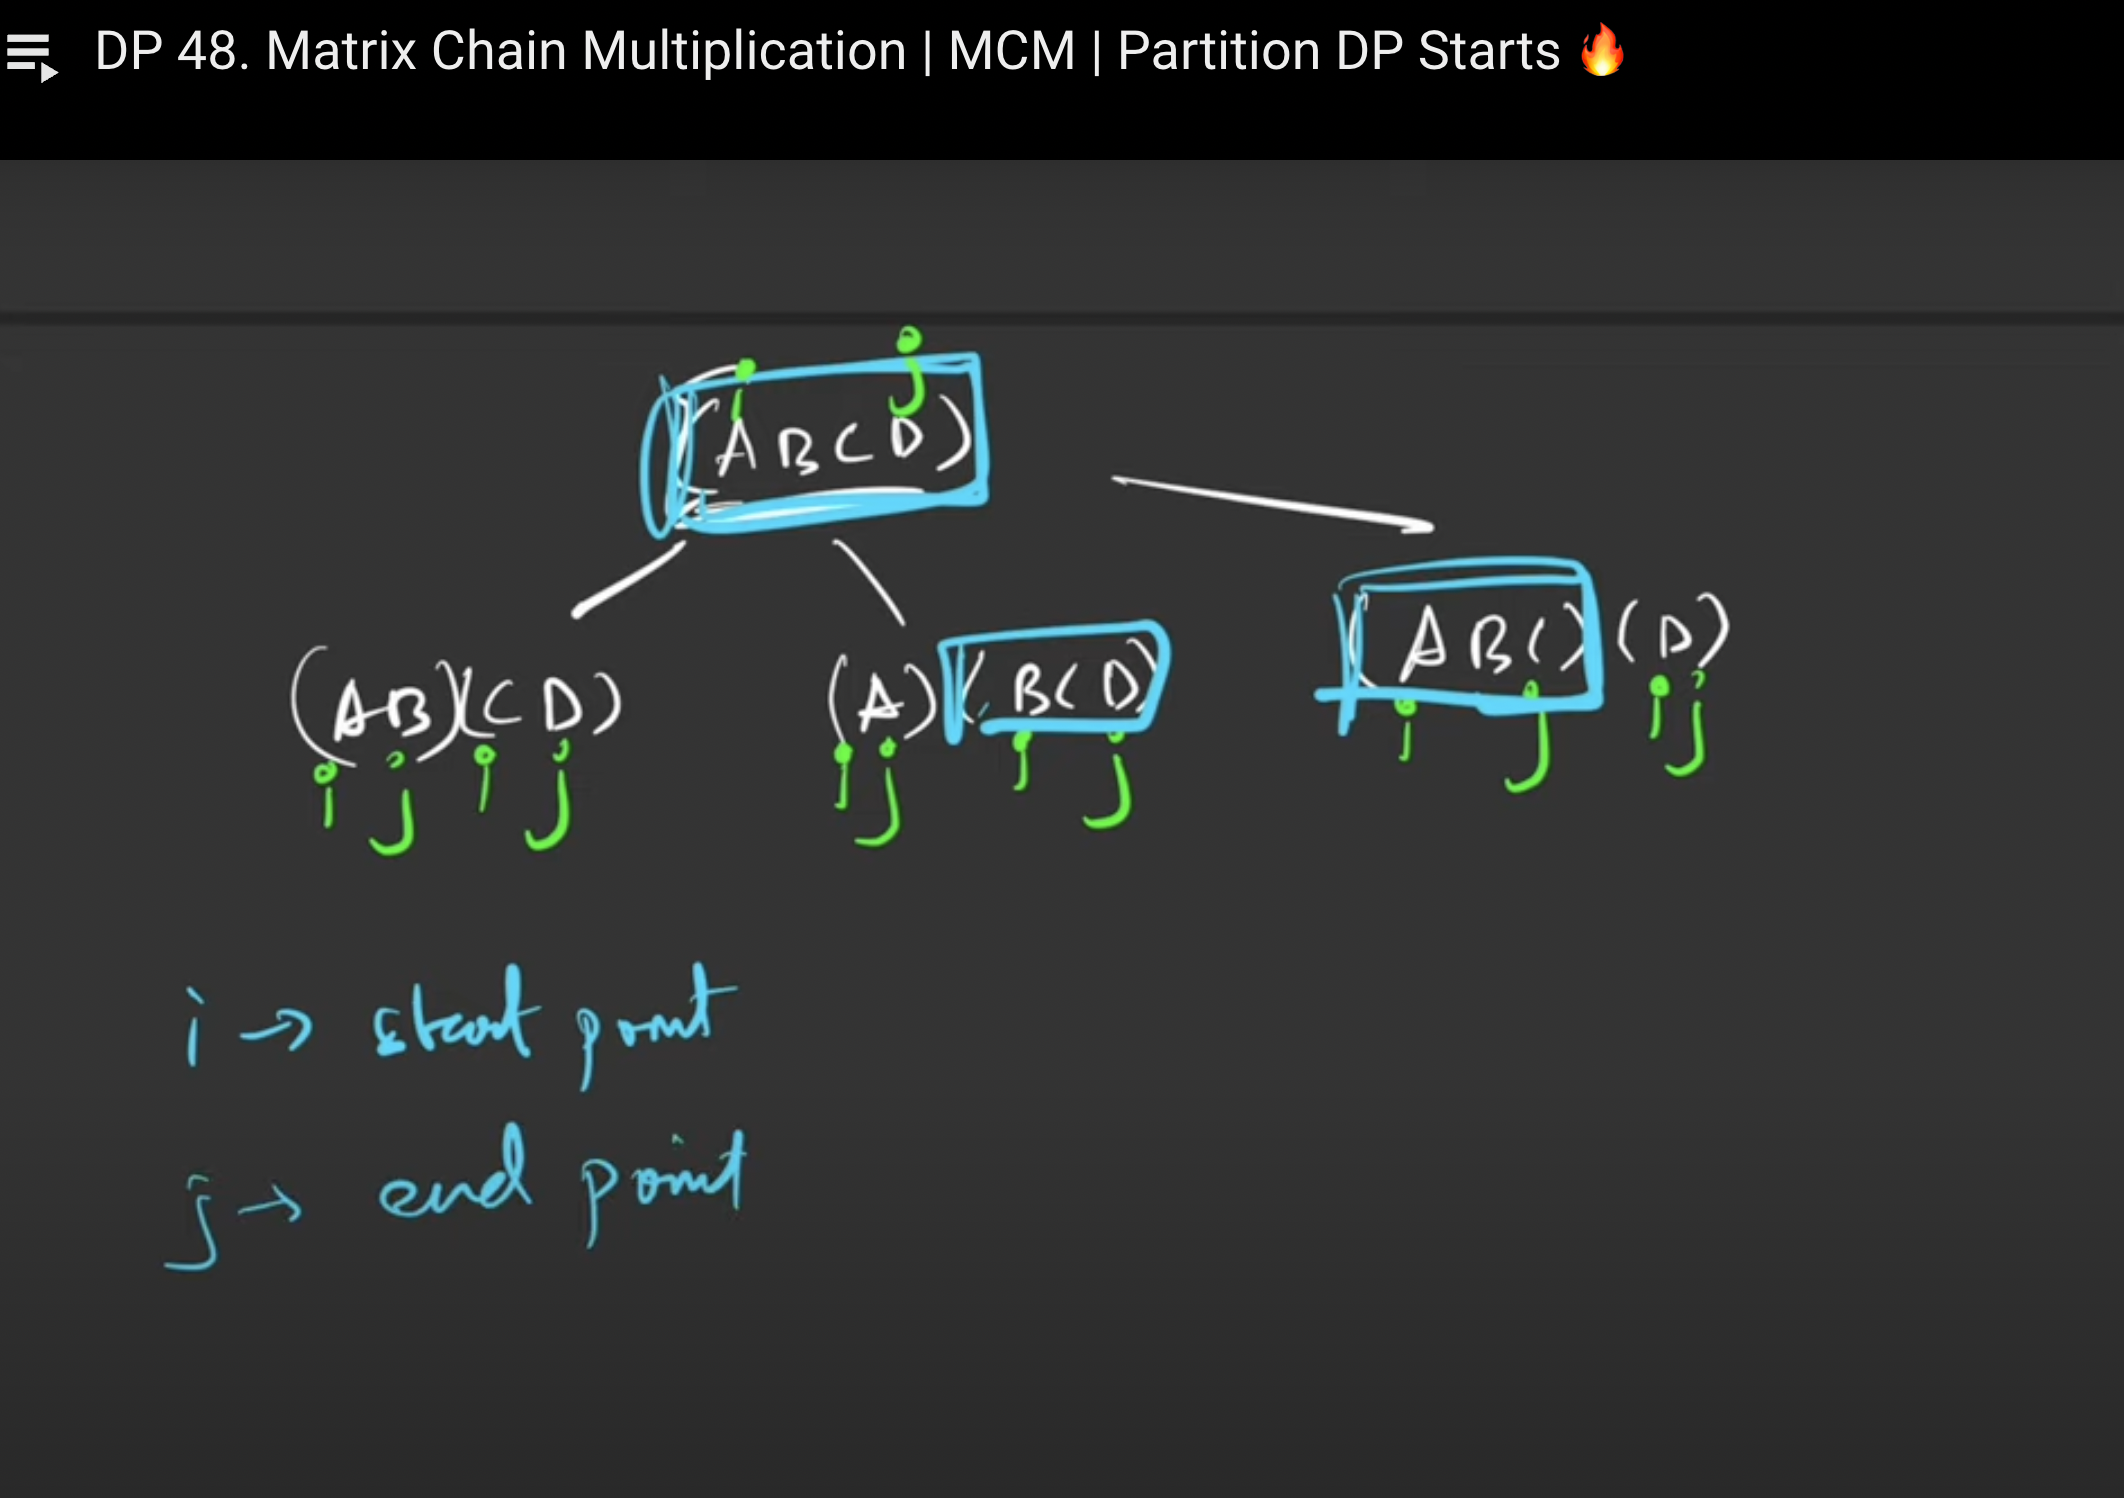 DP 48. Matrix Chain Multiplication | MCM | Partition DP Starts 🔥
i j
(ABCD)
(AB)(CD) (A)(BCD) (ABC)(D)
i j i j i j i j i j i j
i → start point
j → end point